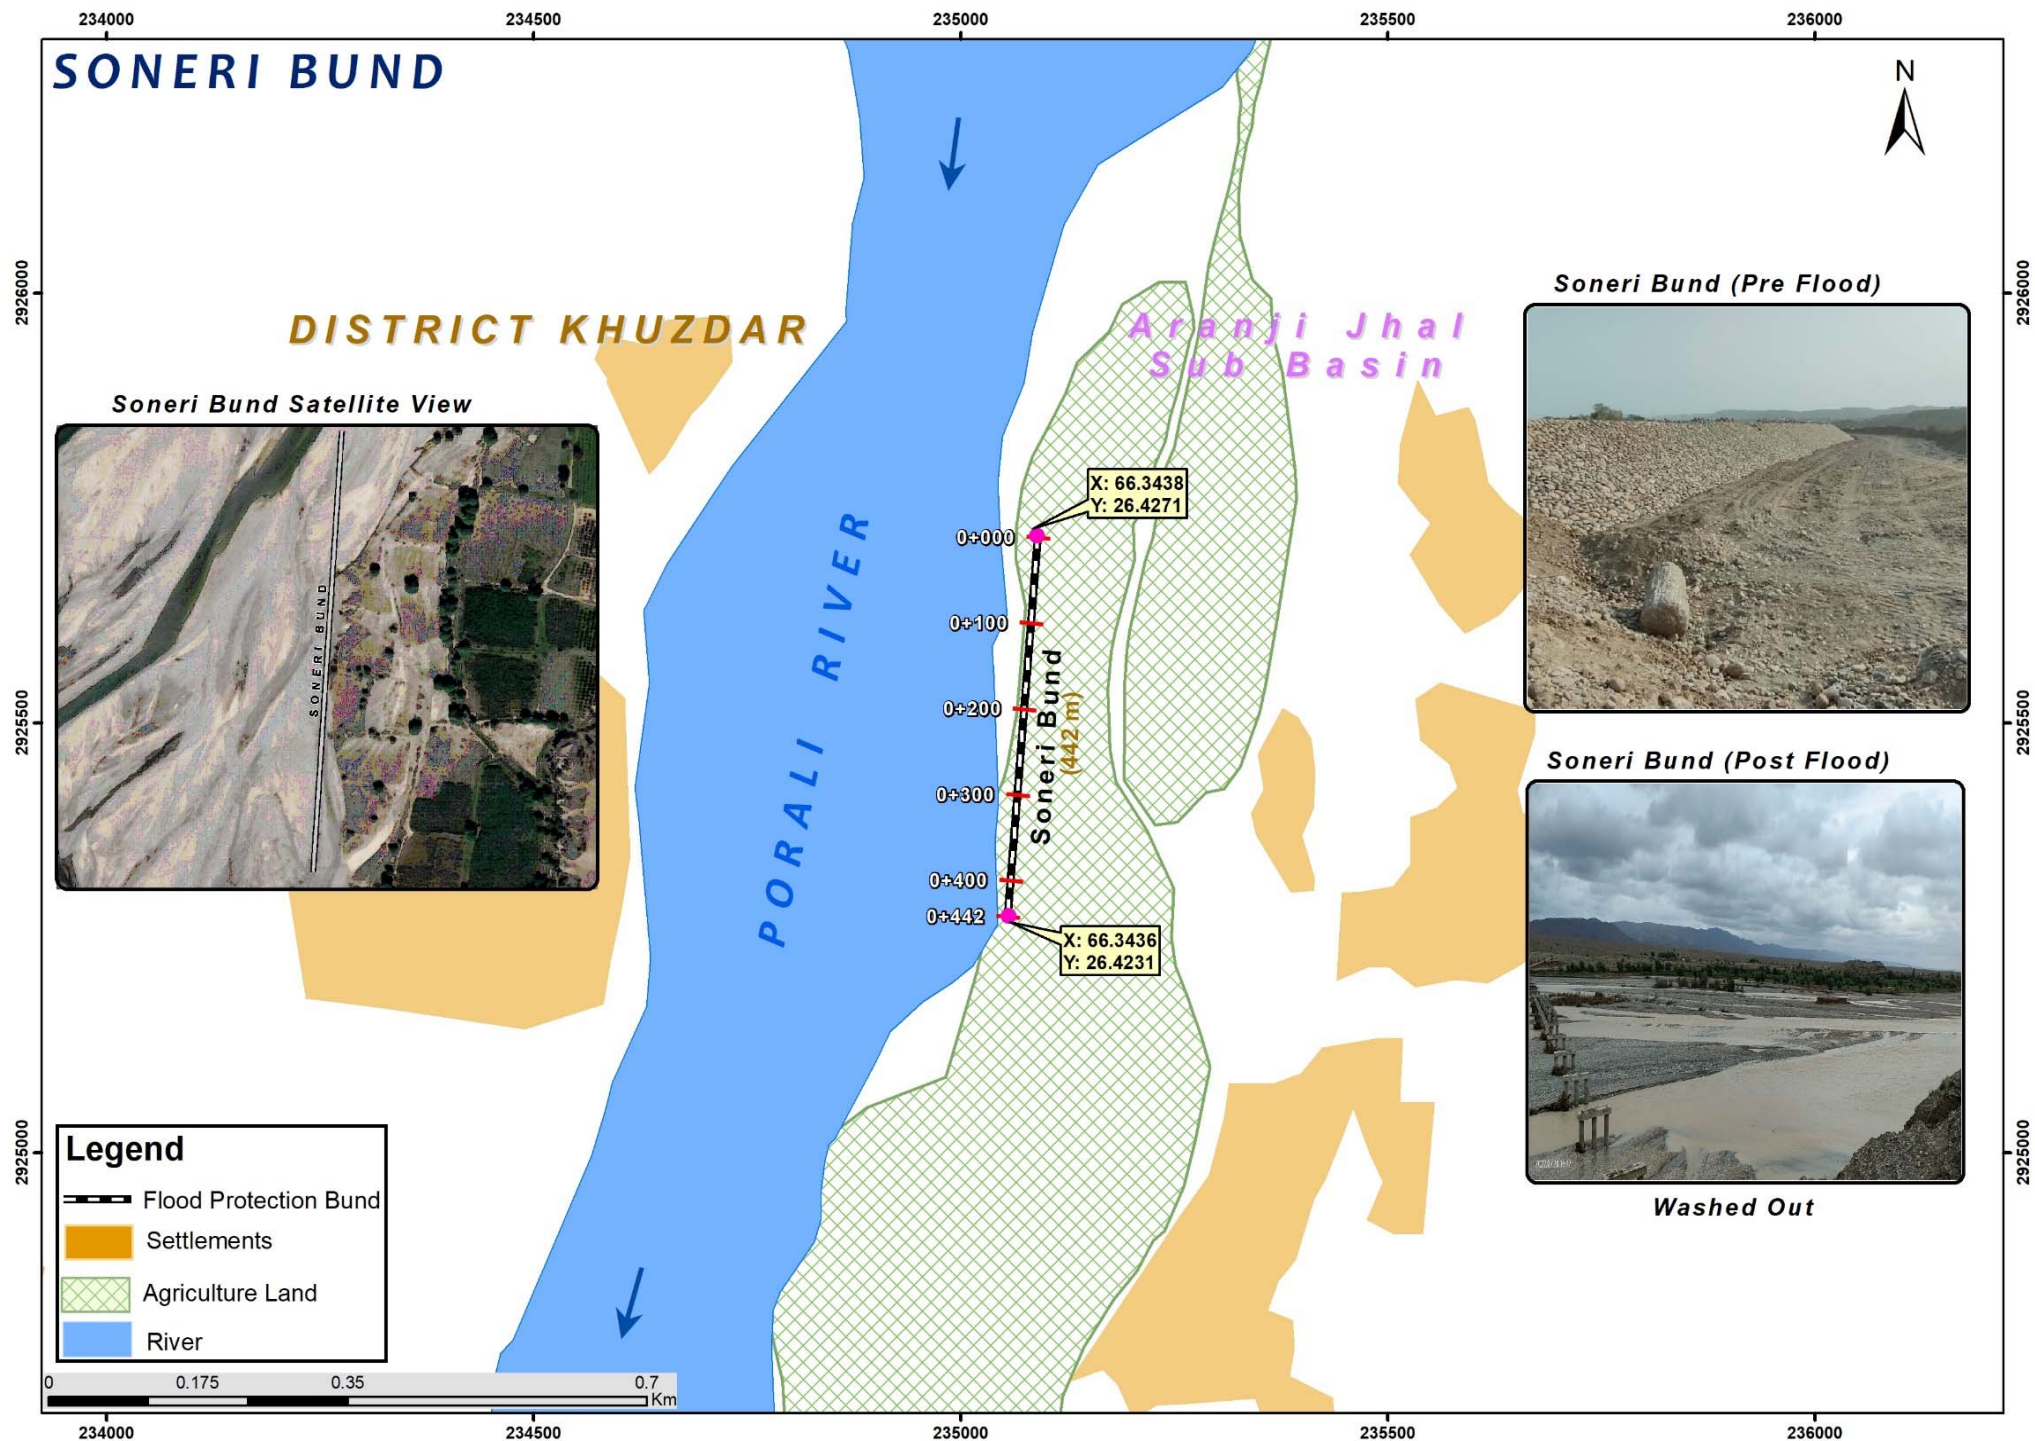 234000
234500
235000
235500
236000
SONERI BUND
N
2926000
2926000
DISTRICT KHUZDAR
Aranji Jhal
Sub Basin
Soneri Bund (Pre Flood)
Soneri Bund Satellite View
SONERI BUND
X: 66.3438
Y: 26.4271
0+000
0+100
0+200
0+300
0+400
0+442
Soneri Bund
(442 m)
PORALI RIVER
X: 66.3436
Y: 26.4231
2925500
2925500
Soneri Bund (Post Flood)
Washed Out
2925000
2925000
Legend
Flood Protection Bund
Settlements
Agriculture Land
River
0
0.175
0.35
0.7
Km
234000
234500
235000
235500
236000